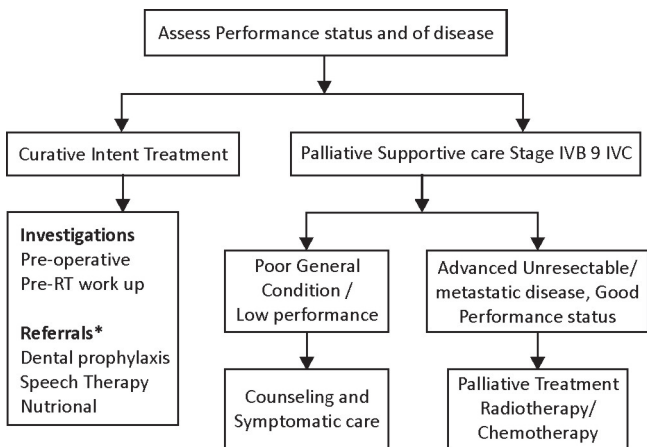 Assess Performance status and of disease
Curative Intent Treatment
Palliative Supportive care Stage IVB 9 IVC
Investigations
Pre-operative
Pre-RT work up
Referrals*
Dental prophylaxis
Speech Therapy
Nutrional
Poor General
Condition /
Low performance
Advanced Unresectable/
metastatic disease, Good
Performance status
Counseling and
Symptomatic care
Palliative Treatment
Radiotherapy/
Chemotherapy